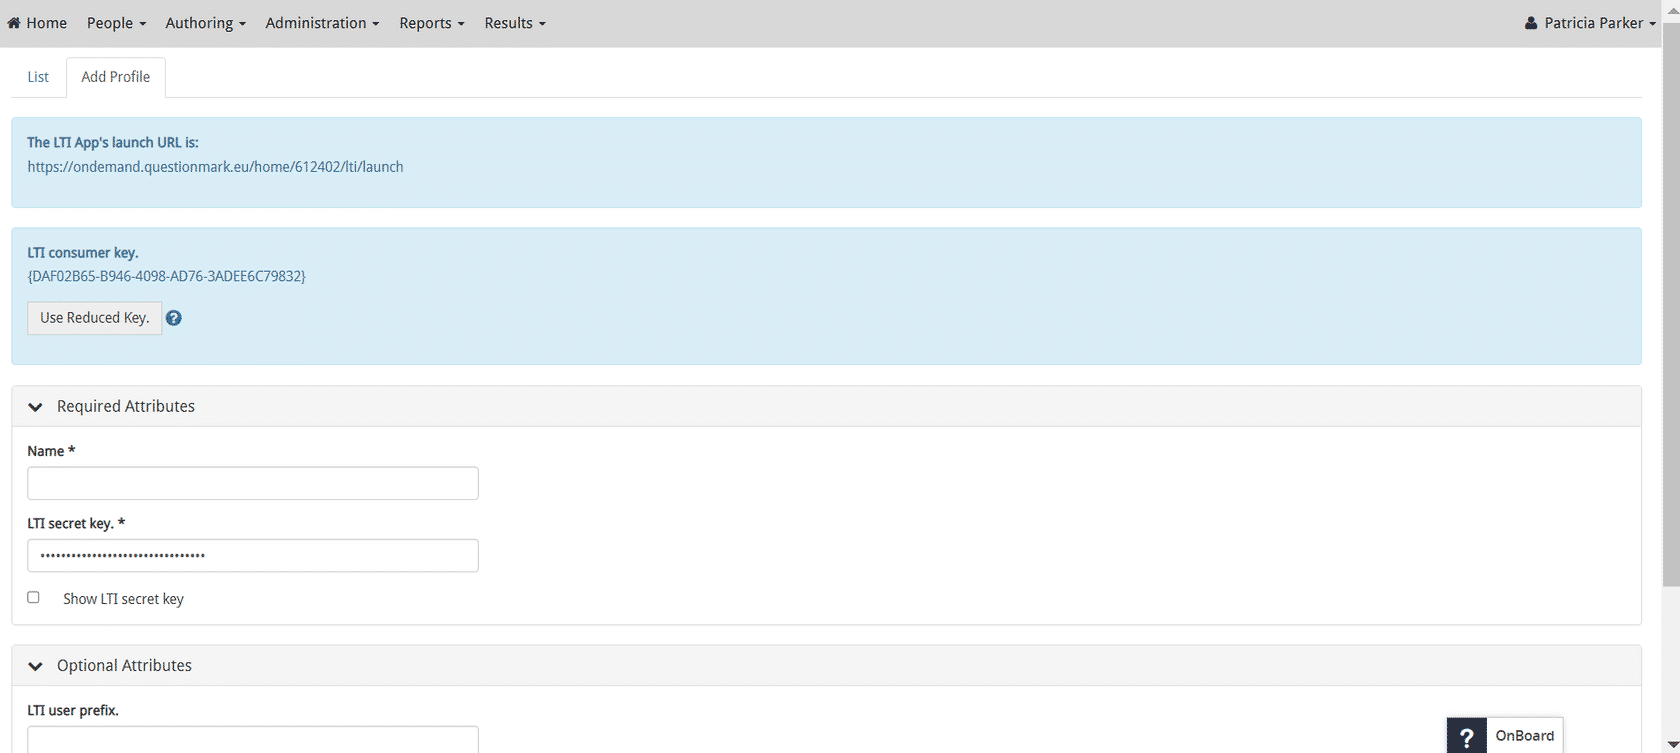 Home People Authoring Administration Reports Results Patricia Parker
List Add Profile
The LTI App's launch URL is:
https://ondemand.questionmark.eu/home/612402/lti/launch
LTI consumer key.
{DAF02B65-B946-4098-AD76-3ADEE6C79832}
Use Reduced Key. ?
Required Attributes
Name *
LTI secret key. *
••••••••••••••••••••••••••••••••
Show LTI secret key
Optional Attributes
LTI user prefix.
? OnBoard